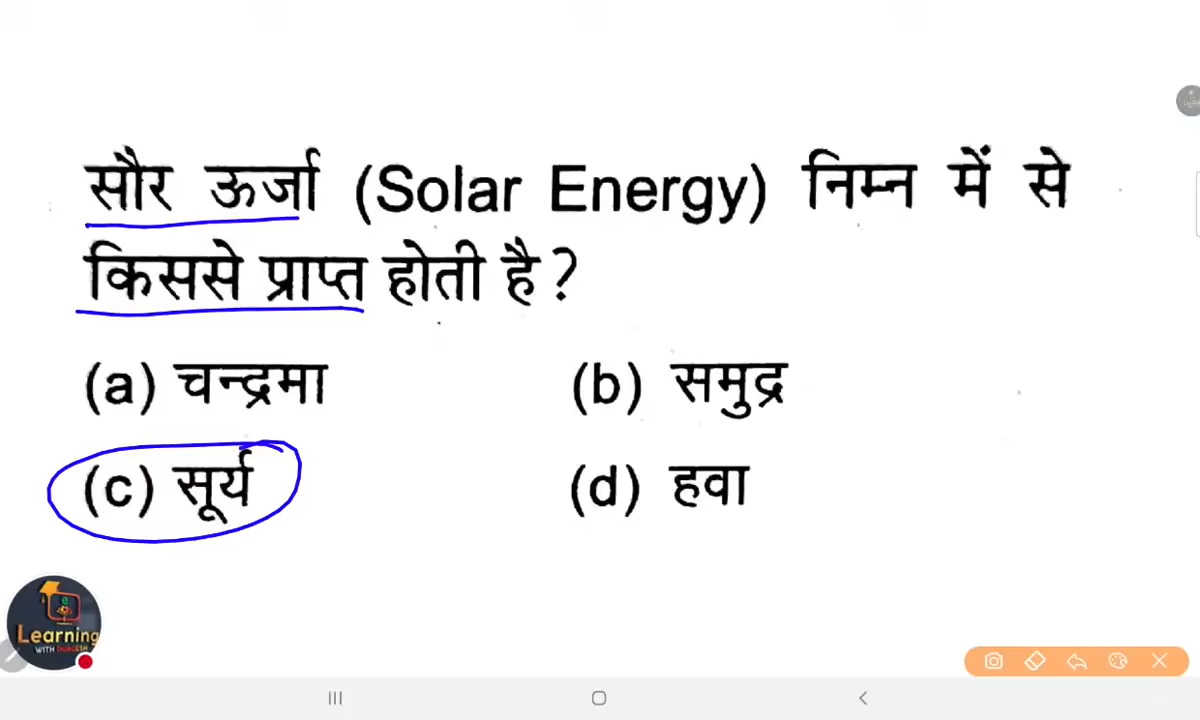 सौर ऊर्जा (Solar Energy) निम्न में से
किससे प्राप्त होती है?
(a) चन्द्रमा (b) समुद्र
(c) सूर्य (d) हवा
Learning
WITH DURGESH